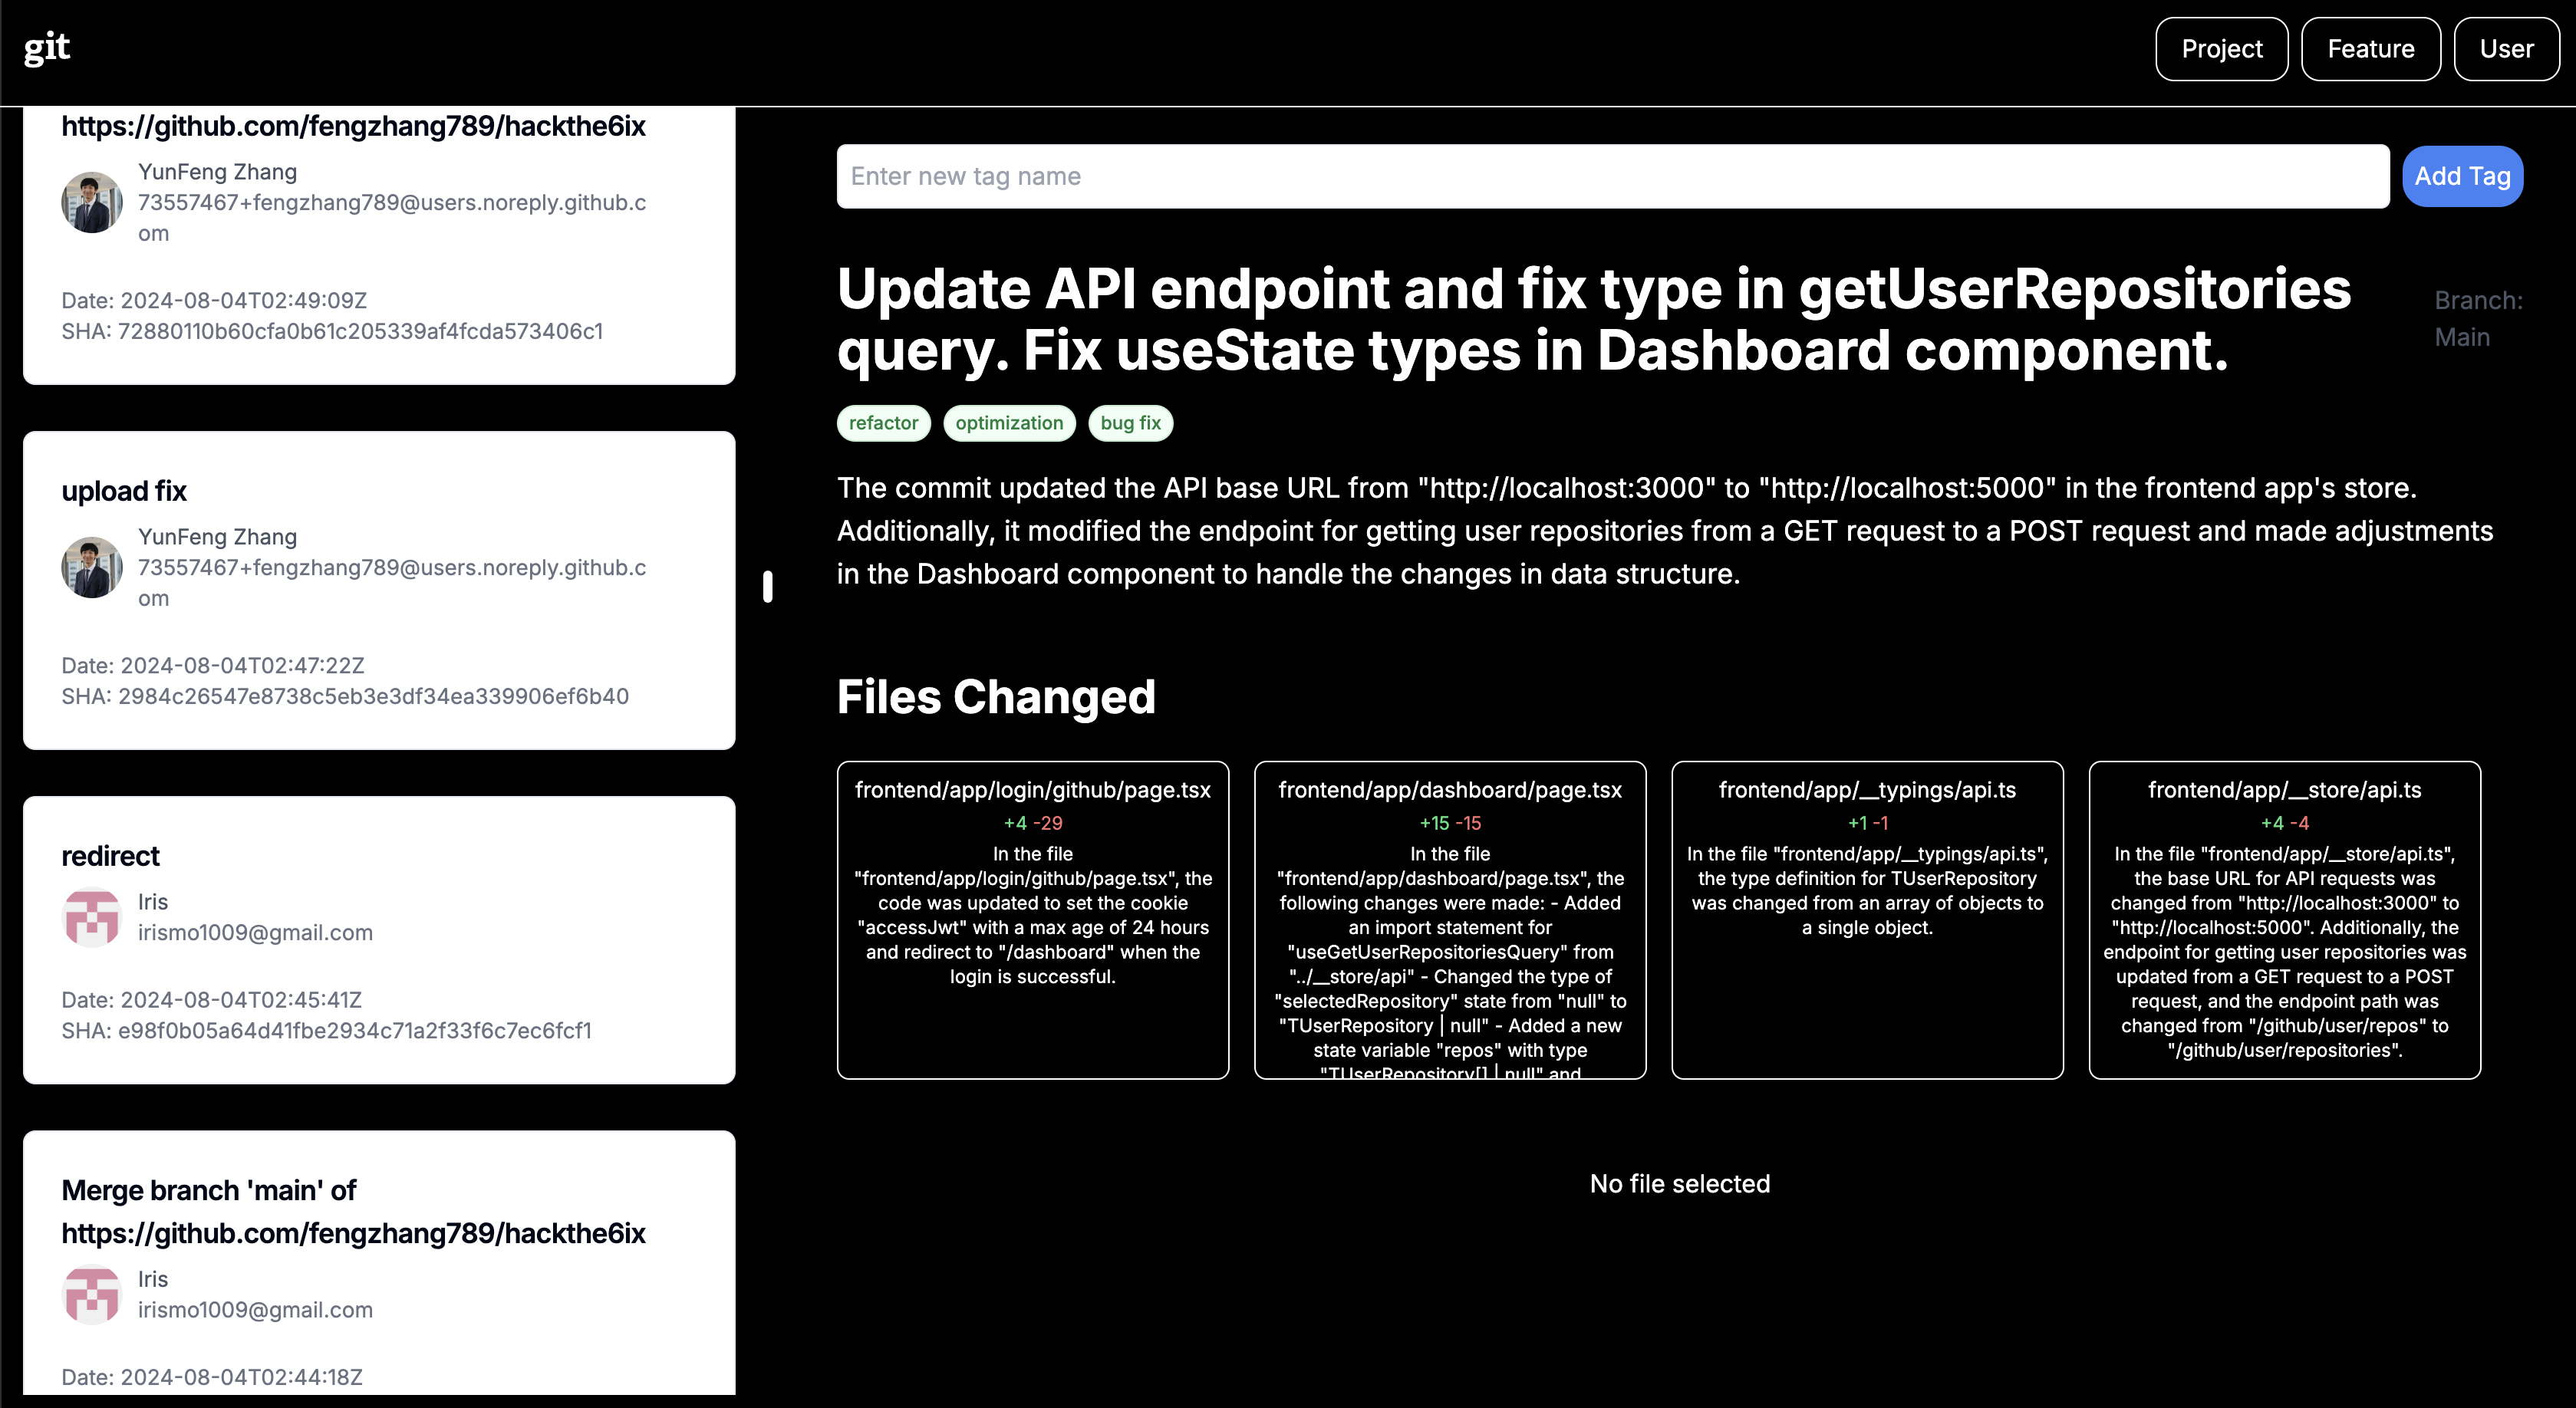 git
Project
Feature
User
https://github.com/fengzhang789/hackthe6ix
YunFeng Zhang
73557467+fengzhang789@users.noreply.github.c
om
Date: 2024-08-04T02:49:09Z
SHA: 72880110b60cfa0b61c205339af4fcda573406c1
upload fix
YunFeng Zhang
73557467+fengzhang789@users.noreply.github.c
om
Date: 2024-08-04T02:47:22Z
SHA: 2984c26547e8738c5eb3e3df34ea339906ef6b40
redirect
Iris
irismo1009@gmail.com
Date: 2024-08-04T02:45:41Z
SHA: e98f0b05a64d41fbe2934c71a2f33f6c7ec6fcf1
Merge branch 'main' of
https://github.com/fengzhang789/hackthe6ix
Iris
irismo1009@gmail.com
Date: 2024-08-04T02:44:18Z
Enter new tag name
Add Tag
Update API endpoint and fix type in getUserRepositories
query. Fix useState types in Dashboard component.
Branch:
Main
refactor
optimization
bug fix
The commit updated the API base URL from "http://localhost:3000" to "http://localhost:5000" in the frontend app's store.
Additionally, it modified the endpoint for getting user repositories from a GET request to a POST request and made adjustments
in the Dashboard component to handle the changes in data structure.
Files Changed
frontend/app/login/github/page.tsx
+4 -29
In the file
"frontend/app/login/github/page.tsx", the
code was updated to set the cookie
"accessJwt" with a max age of 24 hours
and redirect to "/dashboard" when the
login is successful.
frontend/app/dashboard/page.tsx
+15 -15
In the file
"frontend/app/dashboard/page.tsx", the
following changes were made: - Added
an import statement for
"useGetUserRepositoriesQuery" from
"../__store/api" - Changed the type of
"selectedRepository" state from "null" to
"TUserRepository | null" - Added a new
state variable "repos" with type
"TUserRepository[] | null" and
frontend/app/__typings/api.ts
+1 -1
In the file "frontend/app/__typings/api.ts",
the type definition for TUserRepository
was changed from an array of objects to
a single object.
frontend/app/__store/api.ts
+4 -4
In the file "frontend/app/__store/api.ts",
the base URL for API requests was
changed from "http://localhost:3000" to
"http://localhost:5000". Additionally, the
endpoint for getting user repositories was
updated from a GET request to a POST
request, and the endpoint path was
changed from "/github/user/repos" to
"/github/user/repositories".
No file selected